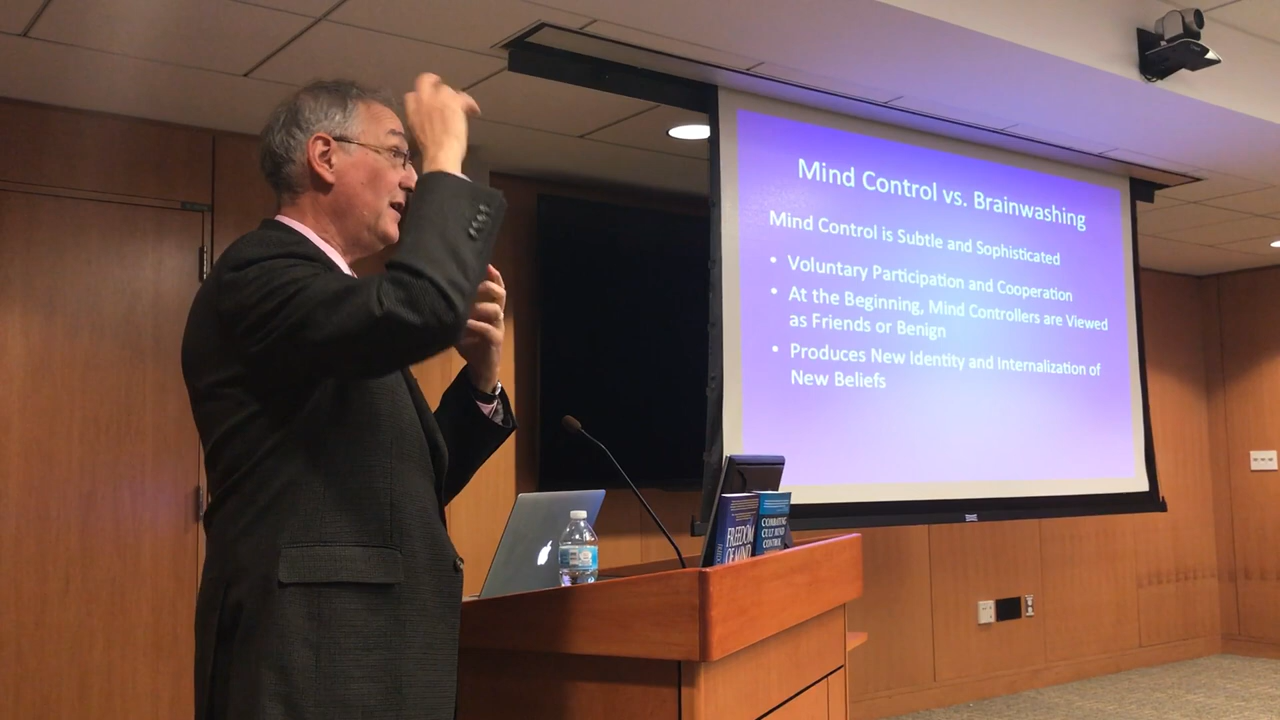 Mind Control vs. Brainwashing
Mind Control is Subtle and Sophisticated
• Voluntary Participation and Cooperation
• At the Beginning, Mind Controllers are Viewed
as Friends or Benign
• Produces New Identity and Internalization of
New Beliefs
FREEDOM
OF MIND
COMBATING
CULT MIND
CONTROL